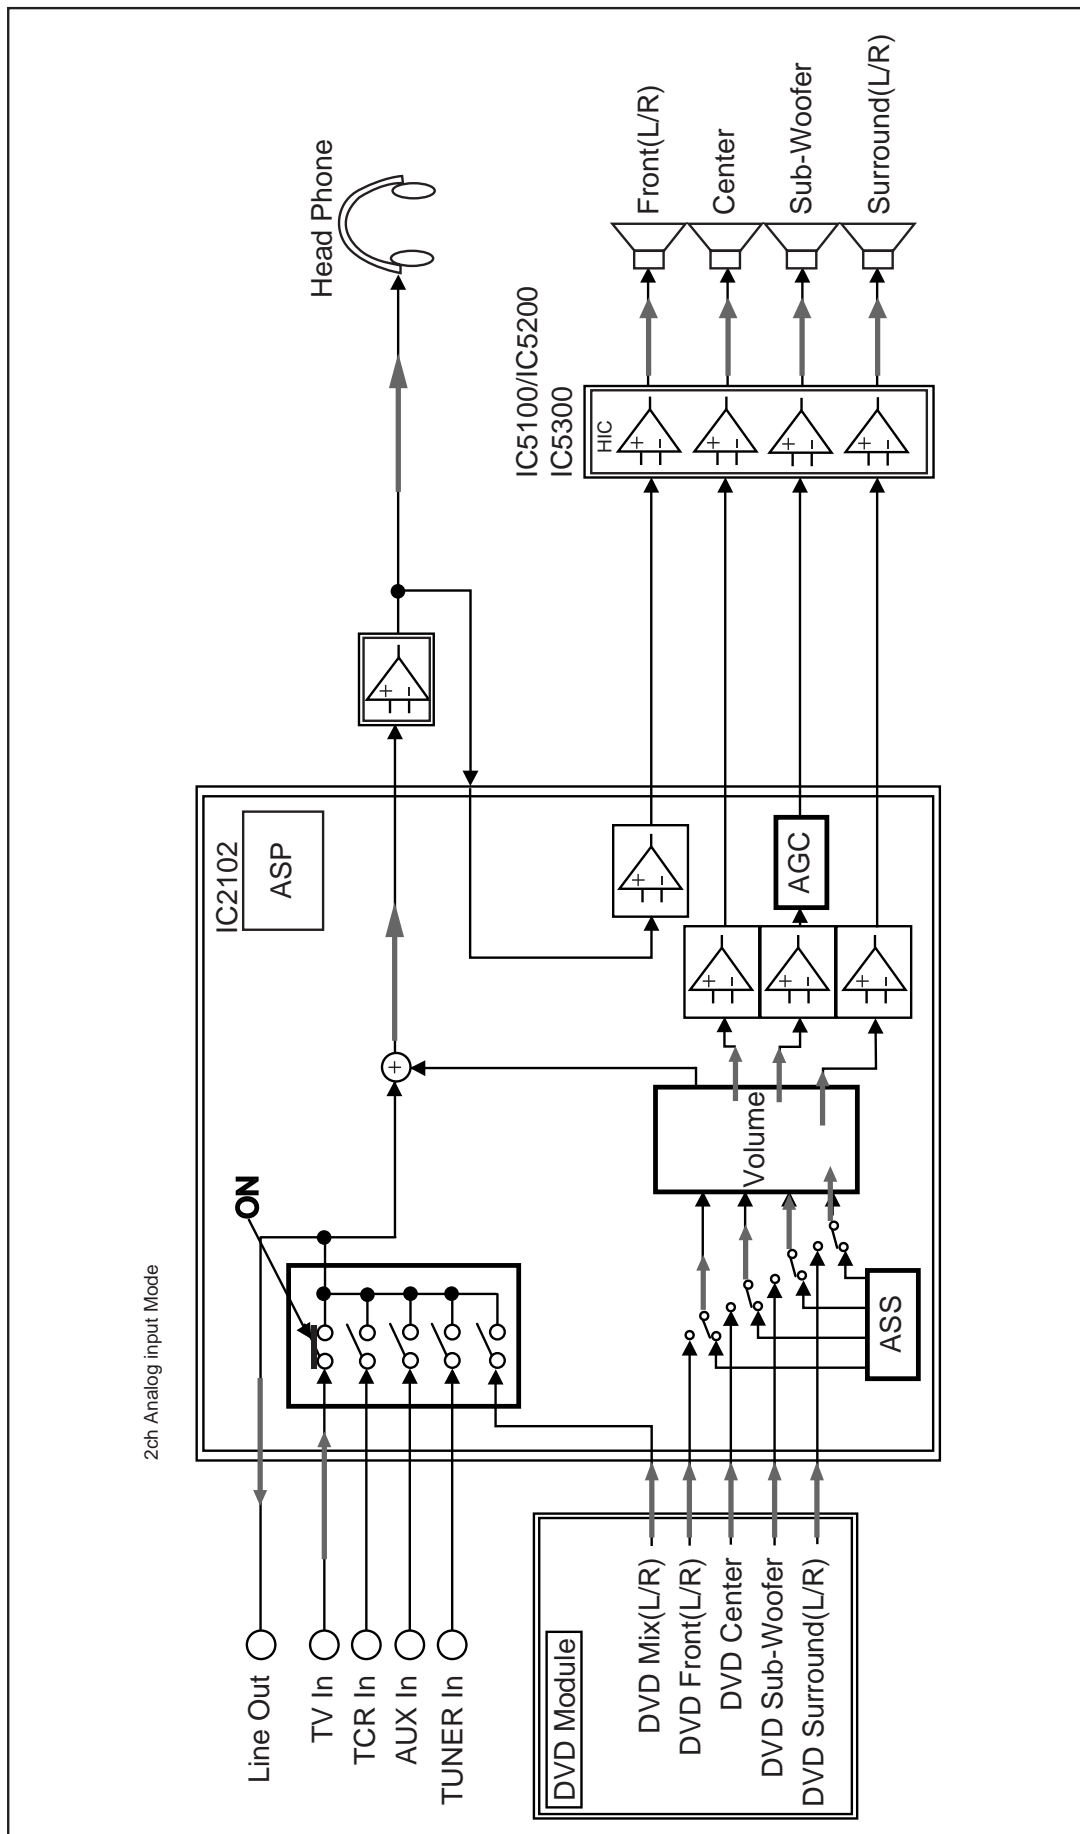 2ch Analog input Mode
Line Out
TV In
TCR In
AUX In
TUNER In
ON
IC2102
ASP
+
+
−
Head Phone
DVD Module
DVD Mix(L/R)
DVD Front(L/R)
DVD Center
DVD Sub-Woofer
DVD Surround(L/R)
ASS
Volume
+
−
+
−
+
−
+
−
AGC
IC5100/IC5200
IC5300
HIC
+
−
+
−
+
−
+
−
Front(L/R)
Center
Sub-Woofer
Surround(L/R)